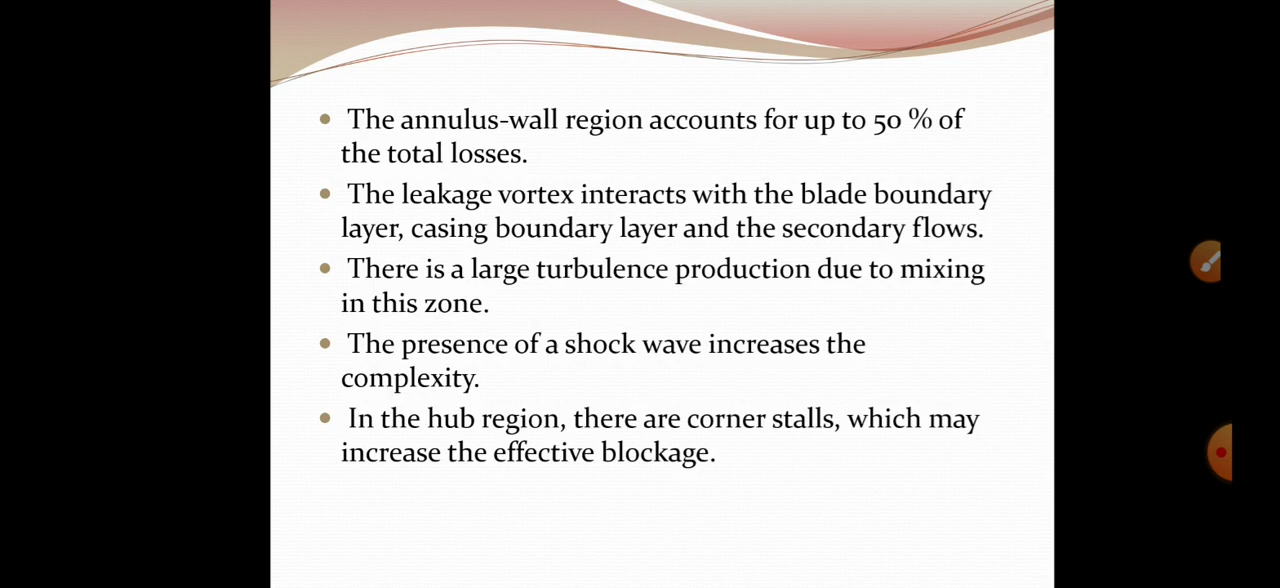 The annulus-wall region accounts for up to 50 % of
the total losses.
The leakage vortex interacts with the blade boundary
layer, casing boundary layer and the secondary flows.
There is a large turbulence production due to mixing
in this zone.
The presence of a shock wave increases the
complexity.
In the hub region, there are corner stalls, which may
increase the effective blockage.